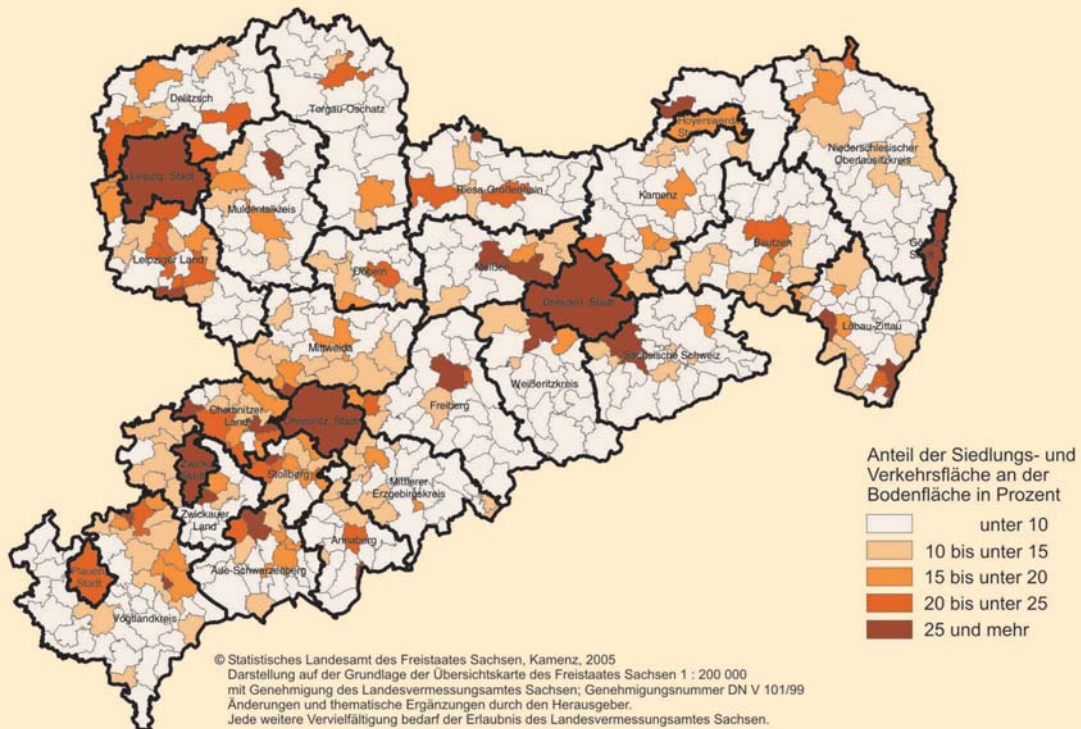 Delitzsch
Torgau-Oschatz
Leipzig, Stadt
Muldentalkreis
Leipziger Land
Döbeln
Riesa-Großenhain
Meißen
Dresden, Stadt
Kamenz
Hoyerswerda
Niederschlesischer
Oberlausitzkreis
Bautzen
Löbau-Zittau
Sächsische Schweiz
Weißeritzkreis
Freiberg
Mittweida
Chemnitzer
Land
Chemnitz, Stadt
Stollberg
Mittlerer
Erzgebirgskreis
Annaberg
Aue-Schwarzenberg
Zwickauer
Land
Plauen,
Stadt
Vogtlandkreis
Anteil der Siedlungs- und
Verkehrsfläche an der
Bodenfläche in Prozent
unter 10
10 bis unter 15
15 bis unter 20
20 bis unter 25
25 und mehr
© Statistisches Landesamt des Freistaates Sachsen, Kamenz, 2005
Darstellung auf der Grundlage der Übersichtskarte des Freistaates Sachsen 1 : 200 000
mit Genehmigung des Landesvermessungsamtes Sachsen; Genehmigungsnummer DN V 101/99
Änderungen und thematische Ergänzungen durch den Herausgeber.
Jede weitere Vervielfältigung bedarf der Erlaubnis des Landesvermessungsamtes Sachsen.